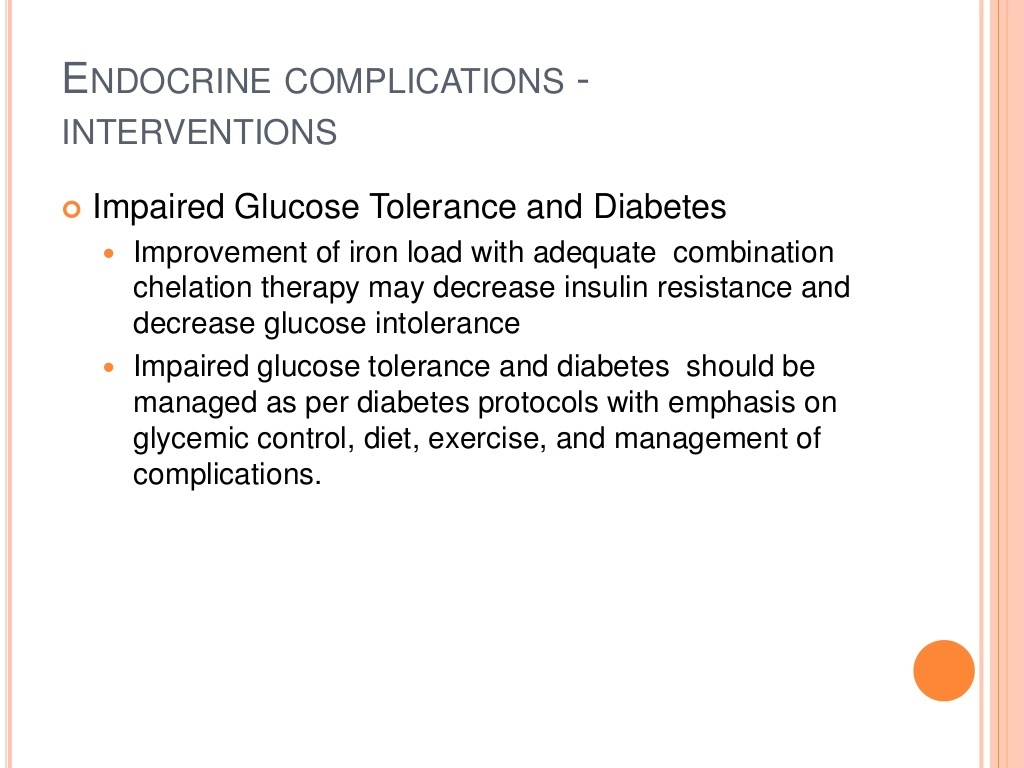 ENDOCRINE COMPLICATIONS -
INTERVENTIONS
Impaired Glucose Tolerance and Diabetes
Improvement of iron load with adequate  combination
chelation therapy may decrease insulin resistance and
decrease glucose intolerance
Impaired glucose tolerance and diabetes  should be
managed as per diabetes protocols with emphasis on
glycemic control, diet, exercise, and management of
complications.